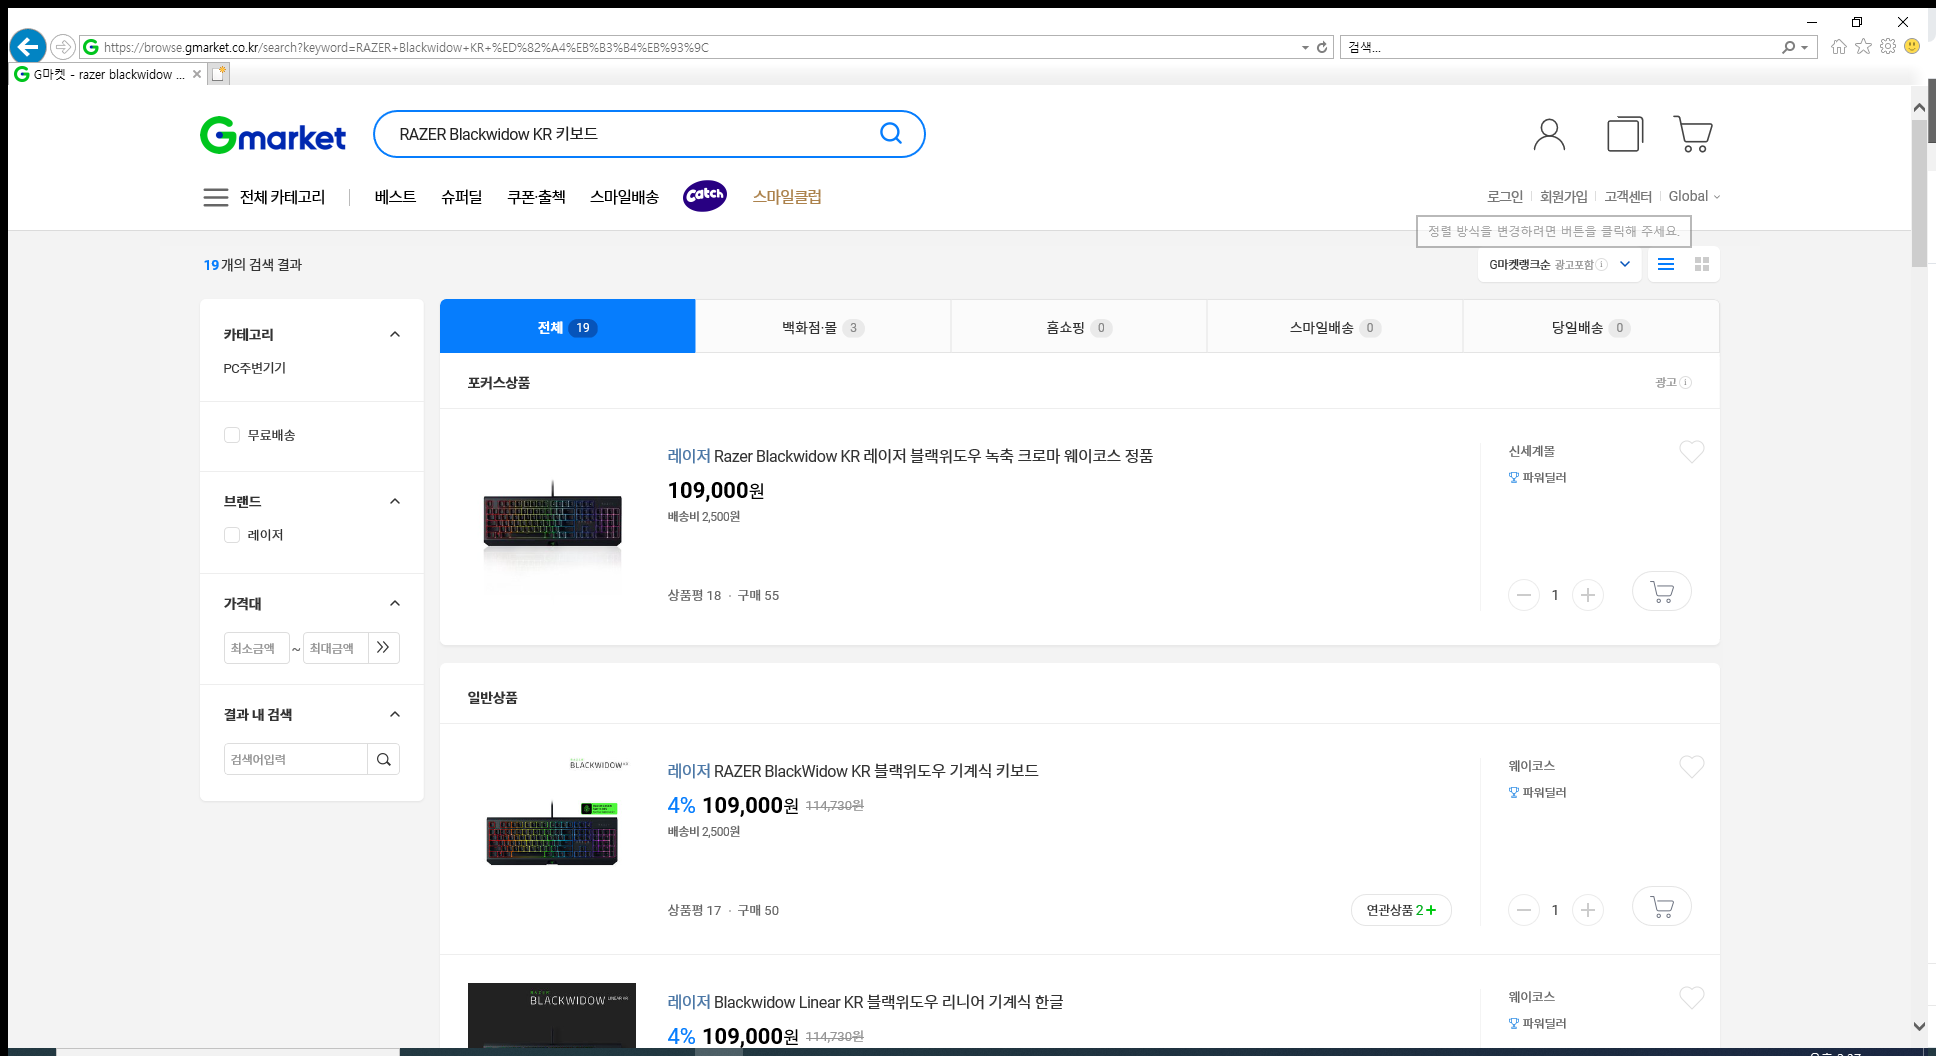 https://browse.gmarket.co.kr/search?keyword=RAZER+Blackwidow+KR+%ED%82%A4%EB%B3%B4%EB%93%9C
검색...
G마켓 - razer blackwidow ...
Gmarket
RAZER Blackwidow KR 키보드
전체 카테고리
베스트
슈퍼딜
쿠폰·출첵
스마일배송
Catch
스마일클럽
로그인
회원가입
고객센터
Global
정렬 방식을 변경하려면 버튼을 클릭해 주세요.
19개의 검색 결과
G마켓랭크순 광고포함
카테고리
PC주변기기
무료배송
브랜드
레이저
가격대
최소금액 ~ 최대금액
결과 내 검색
검색어입력
전체 19
백화점·몰 3
홈쇼핑 0
스마일배송 0
당일배송 0
포커스상품
광고
레이저 Razer Blackwidow KR 레이저 블랙위도우 녹축 크로마 웨이코스 정품
109,000원
배송비 2,500원
상품평 18 · 구매 55
신세계몰
파워딜러
1
일반상품
BLACKWIDOW
레이저 RAZER BlackWidow KR 블랙위도우 기계식 키보드
4% 109,000원 114,730원
배송비 2,500원
상품평 17 · 구매 50
연관상품 2+
웨이코스
파워딜러
1
BLACKWIDOW LINEAR KR
레이저 Blackwidow Linear KR 블랙위도우 리니어 기계식 한글
4% 109,000원 114,730원
웨이코스
파워딜러